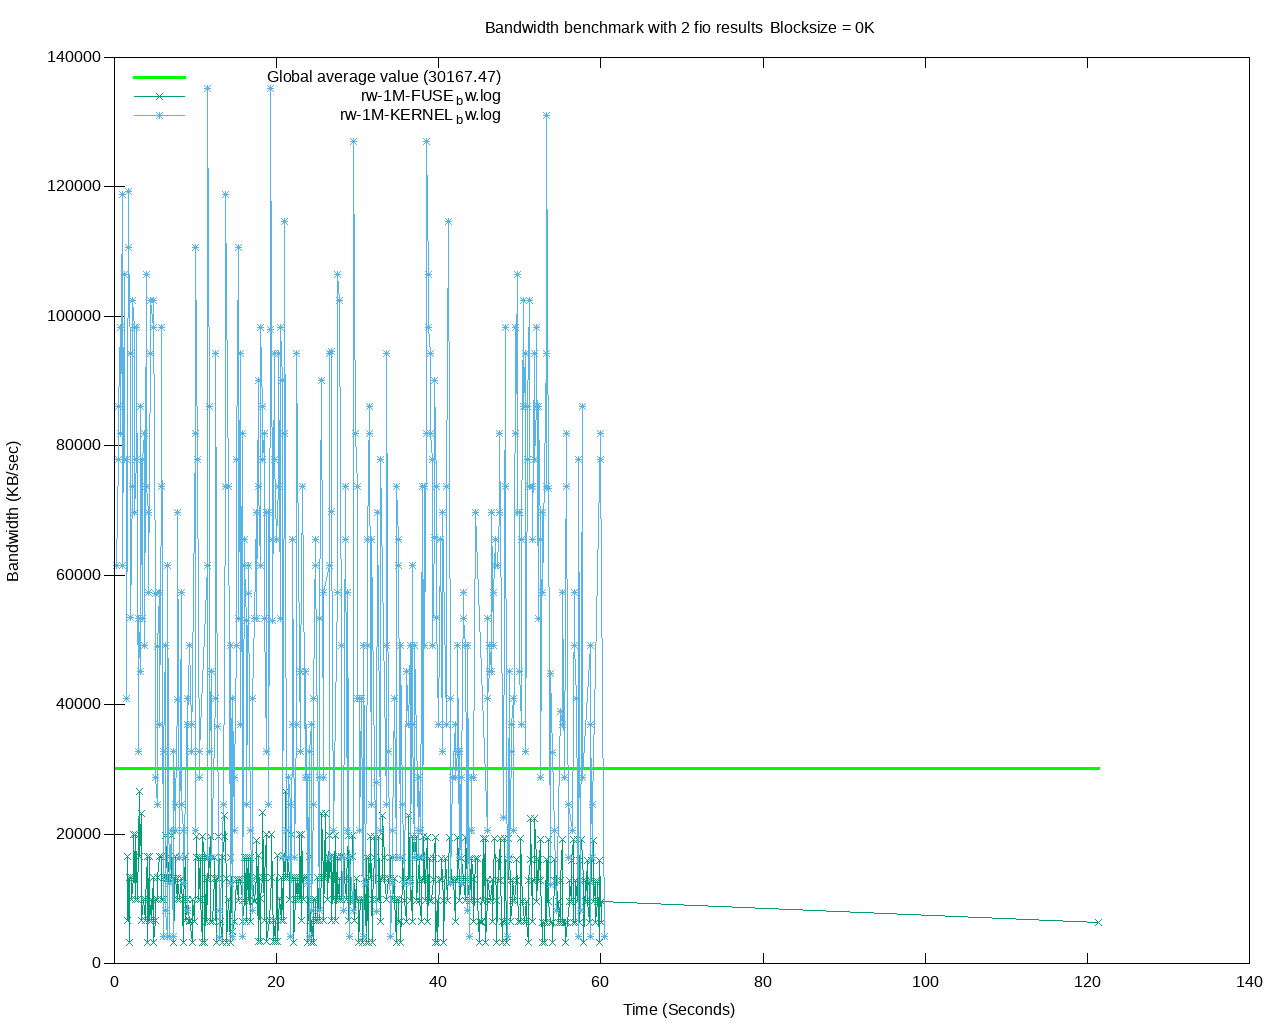 Bandwidth benchmark with 2 fio results Blocksize = 0K
140000
Global average value (30167.47)
rw-1M-FUSE_bw.log
rw-1M-KERNEL_bw.log
120000
100000
80000
Bandwidth (KB/sec)
60000
40000
20000
0
0 20 40 60 80 100 120 140
Time (Seconds)